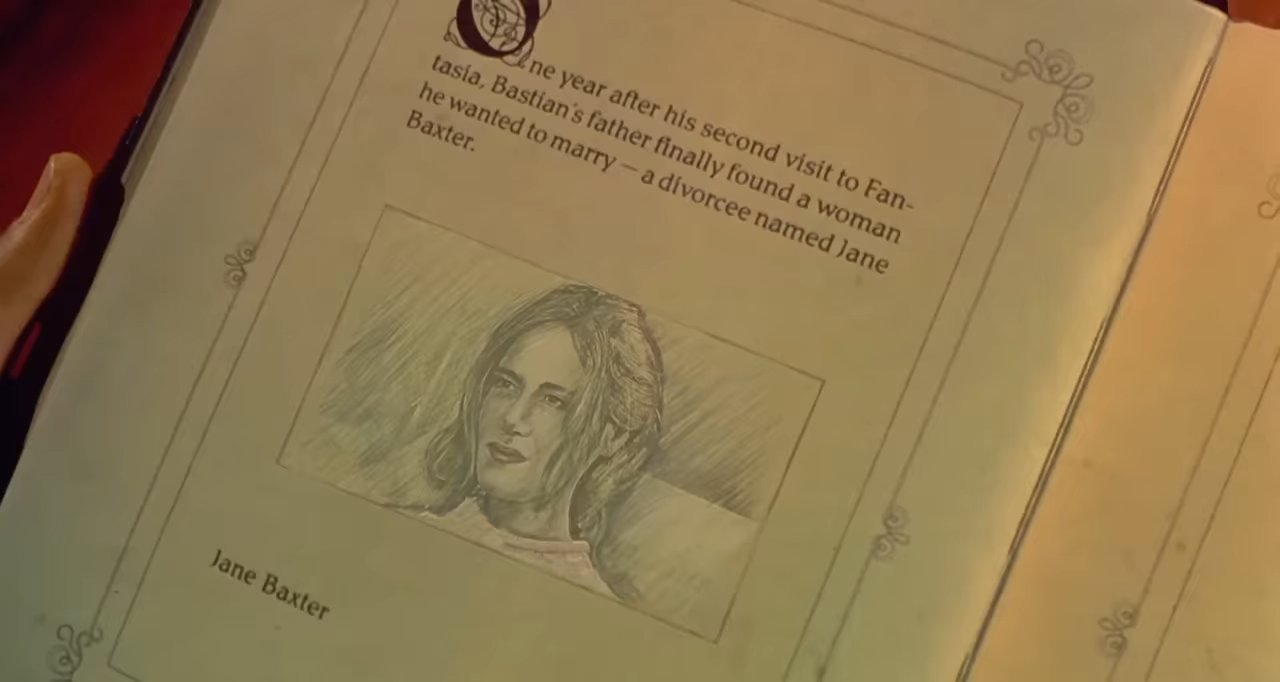 One year after his second visit to Fan-
tasia, Bastian's father finally found a woman
he wanted to marry – a divorcee named Jane
Baxter.
Jane Baxter